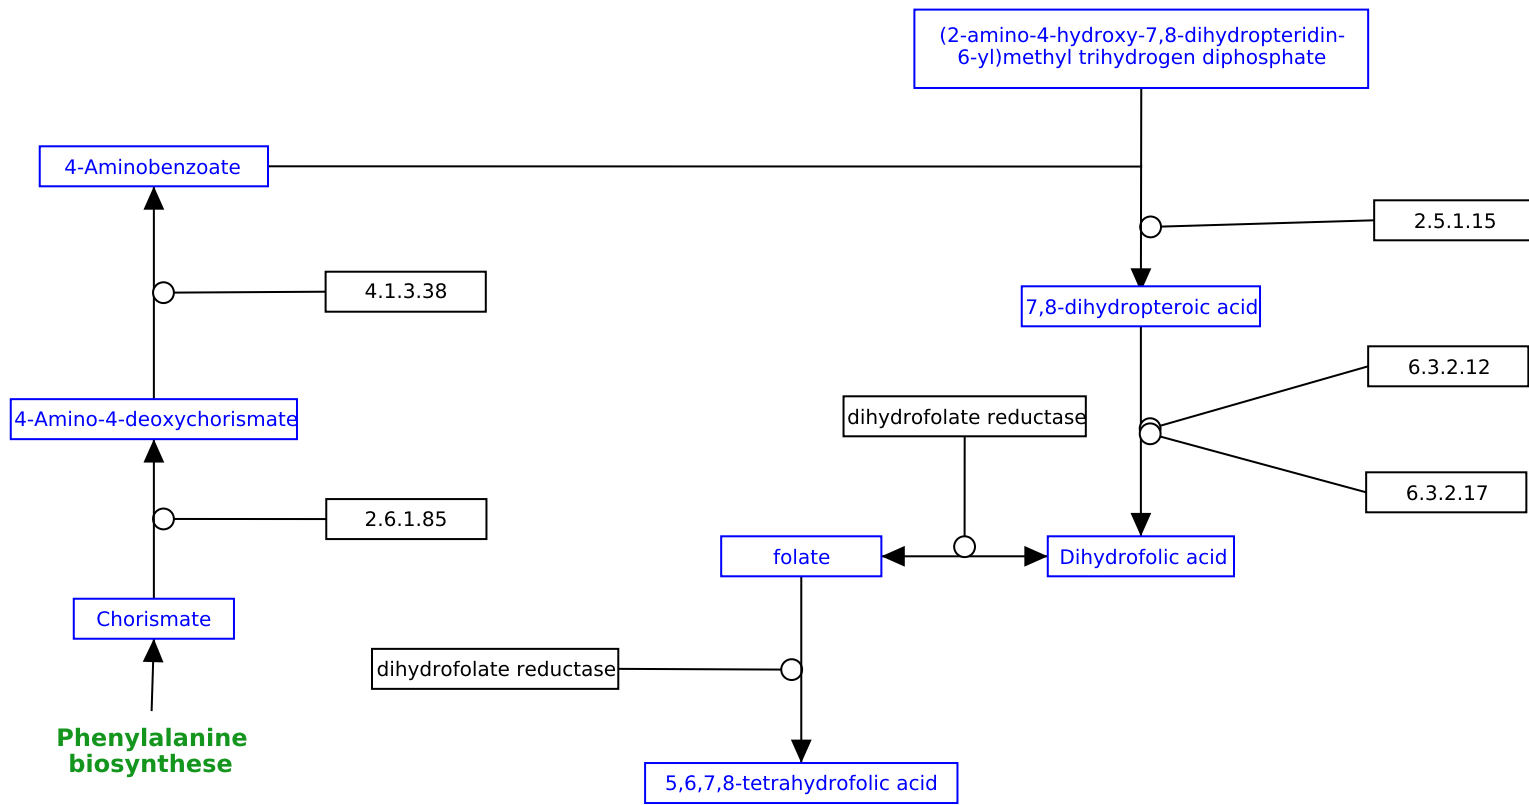 (2-amino-4-hydroxy-7,8-dihydropteridin-
6-yl)methyl trihydrogen diphosphate
4-Aminobenzoate
2.5.1.15
4.1.3.38
7,8-dihydropteroic acid
6.3.2.12
dihydrofolate reductase
4-Amino-4-deoxychorismate
6.3.2.17
2.6.1.85
folate
Dihydrofolic acid
Chorismate
dihydrofolate reductase
Phenylalanine
biosynthese
5,6,7,8-tetrahydrofolic acid